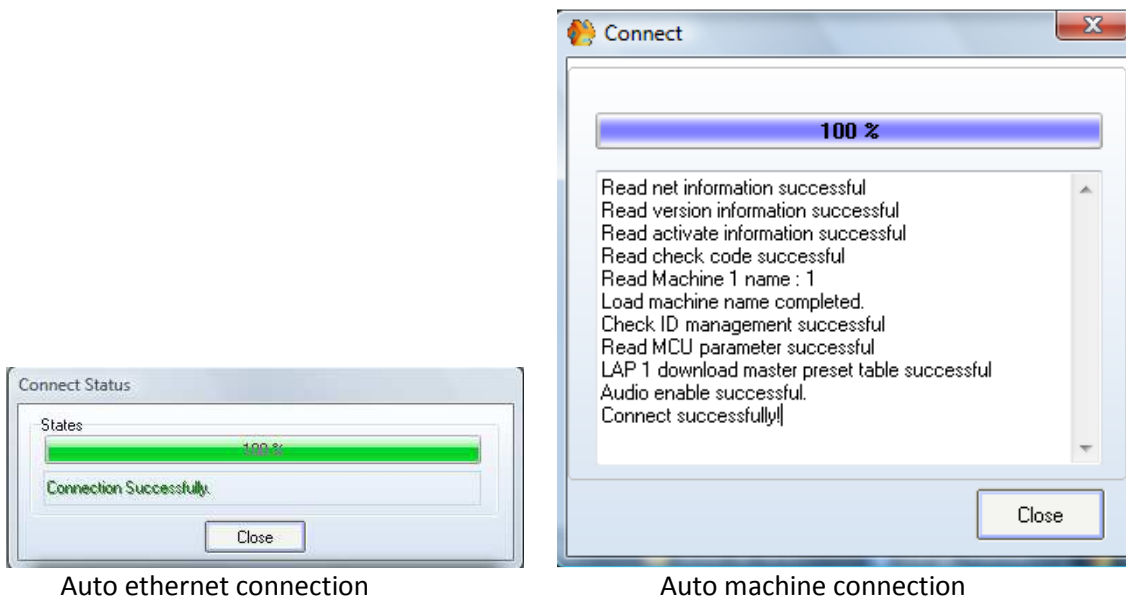 Connect
100 %
Read net information successful
Read version information successful
Read activate information successful
Read check code successful
Read Machine 1 name : 1
Load machine name completed.
Check ID management successful
Read MCU parameter successful
LAP 1 download master preset table successful
Audio enable successful.
Connect successfully!
Close
Connect Status
States
100 %
Connection Successfully.
Close
Auto ethernet connection
Auto machine connection